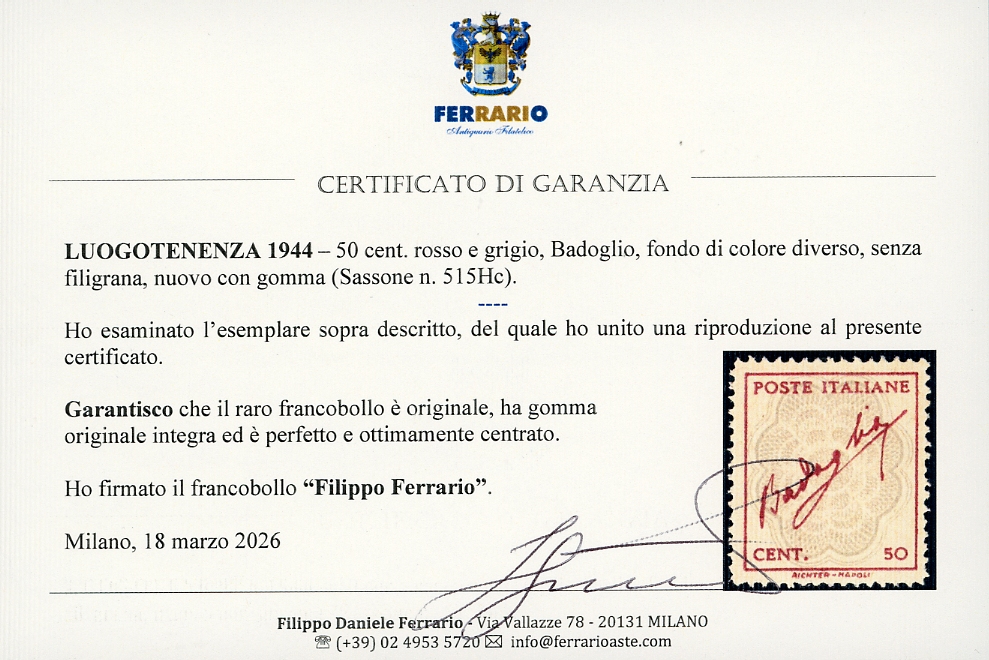 FERRARIO
Antiquario Filatelico
CERTIFICATO DI GARANZIA
LUOGOTENENZA 1944 – 50 cent. rosso e grigio, Badoglio, fondo di colore diverso, senza
filigrana, nuovo con gomma (Sassone n. 515Hc).
----
Ho esaminato l’esemplare sopra descritto, del quale ho unito una riproduzione al presente
certificato.
Garantisco che il raro francobollo è originale, ha gomma
originale integra ed è perfetto e ottimamente centrato.
Ho firmato il francobollo “Filippo Ferrario”.
Milano, 18 marzo 2026
POSTE ITALIANE
Badoglio
CENT. 50
RICHTER-NAPOLI
Filippo Daniele Ferrario - Via Vallazze 78 - 20131 MILANO
☏ (+39) 02 4953 5720 ✉ info@ferrarioaste.com